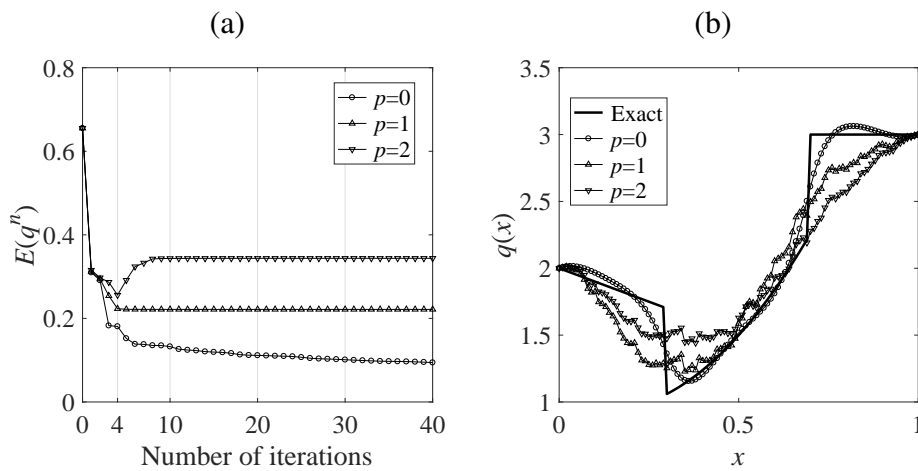 (a)
(b)
0.8
0.6
0.4
0.2
0
E(qⁿ)
p=0
p=1
p=2
0 4 10 20 30 40
Number of iterations
3.5
3
2.5
2
1.5
1
q(x)
Exact
p=0
p=1
p=2
0 0.5 1
x